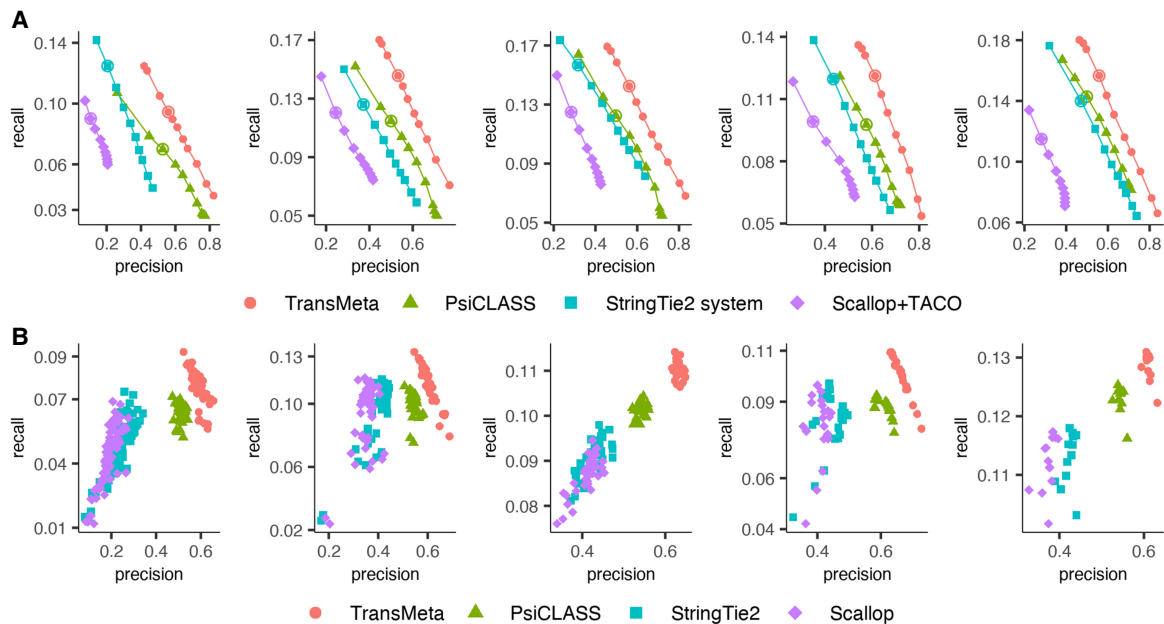 A
recall
0.14
0.10
0.06
0.03
0.2 0.4 0.6 0.8
precision
recall
0.17
0.13
0.09
0.05
0.2 0.4 0.6
precision
recall
0.17
0.13
0.09
0.05
0.2 0.4 0.6 0.8
precision
recall
0.14
0.11
0.08
0.05
0.4 0.6 0.8
precision
recall
0.18
0.14
0.10
0.06
0.2 0.4 0.6 0.8
precision
TransMeta PsiCLASS StringTie2 system Scallop+TACO
B
recall
0.09
0.07
0.04
0.01
0.2 0.4 0.6
precision
recall
0.13
0.10
0.06
0.02
0.2 0.4 0.6
precision
recall
0.11
0.10
0.09
0.08
0.4 0.6
precision
recall
0.11
0.09
0.06
0.04
0.4 0.6
precision
recall
0.13
0.12
0.11
0.4 0.6
precision
TransMeta PsiCLASS StringTie2 Scallop